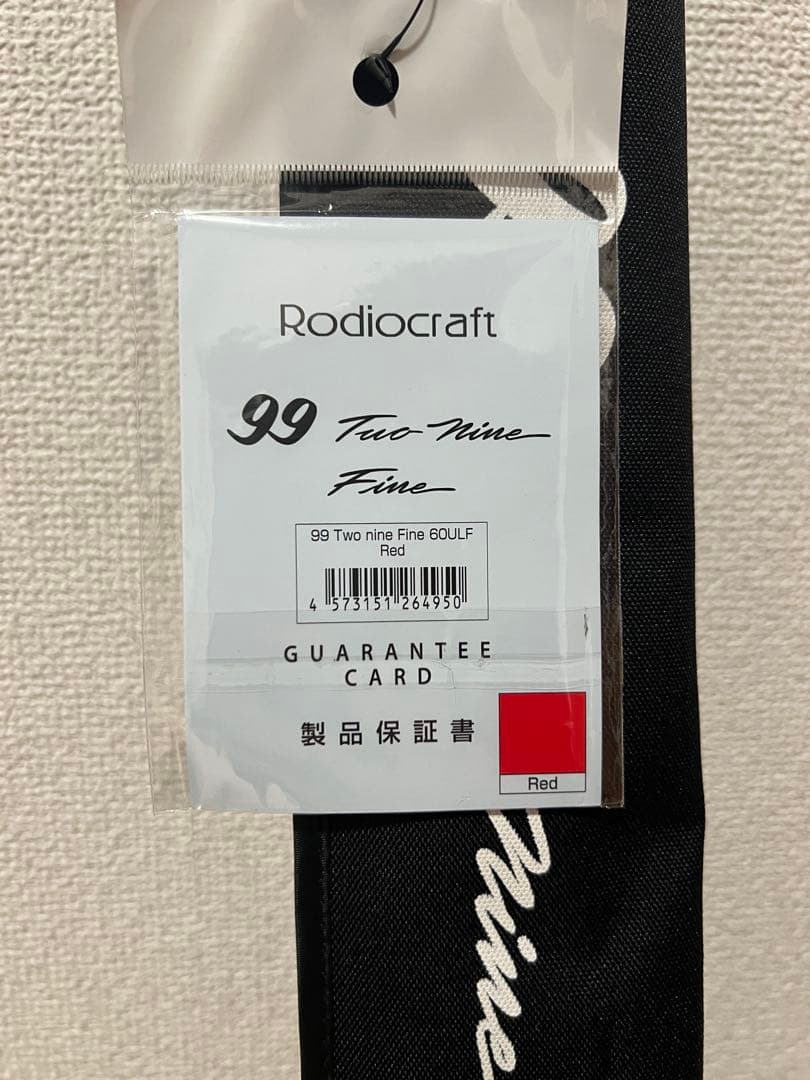 Rodiocraft
99 Two Nine
Fine
99 Two nine Fine 60ULF
Red
4 573151 264950
GUARANTEE
CARD
製品保証書
Red
Nine